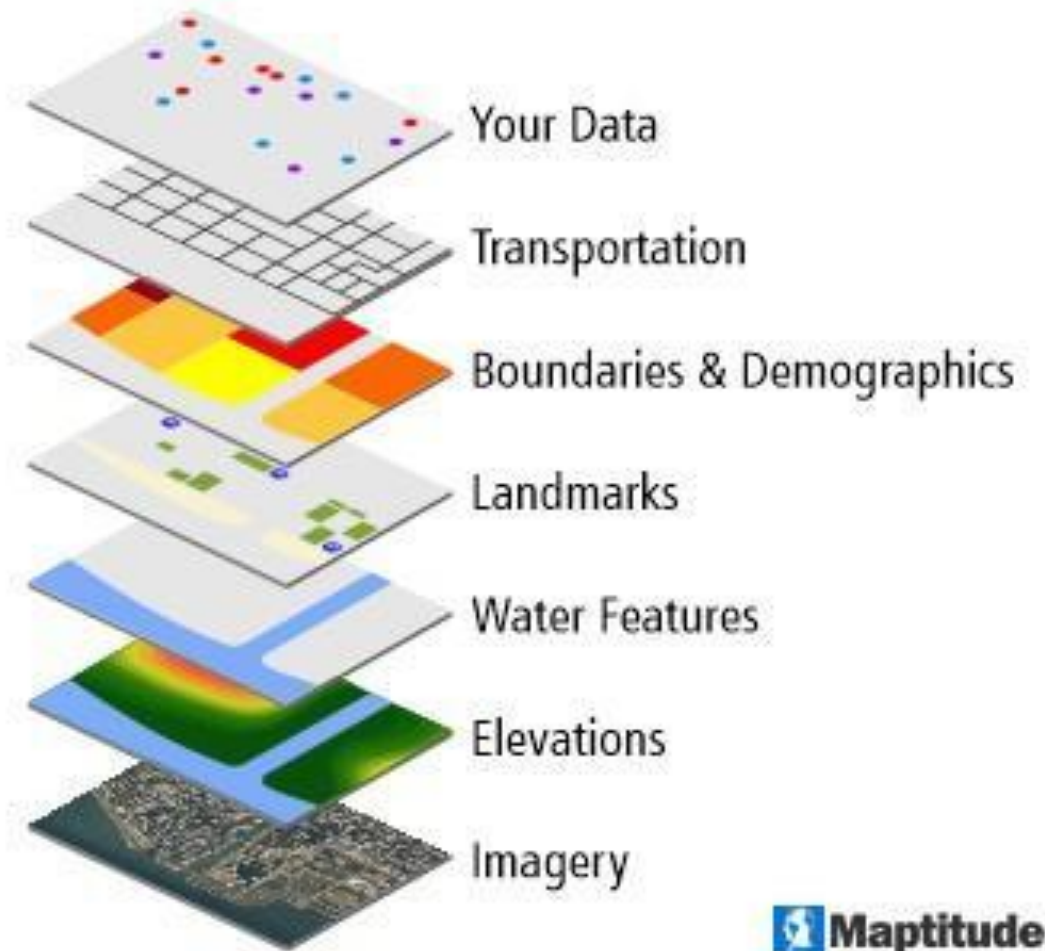 Your Data
Transportation
Boundaries & Demographics
Landmarks
Water Features
Elevations
Imagery
Maptitude